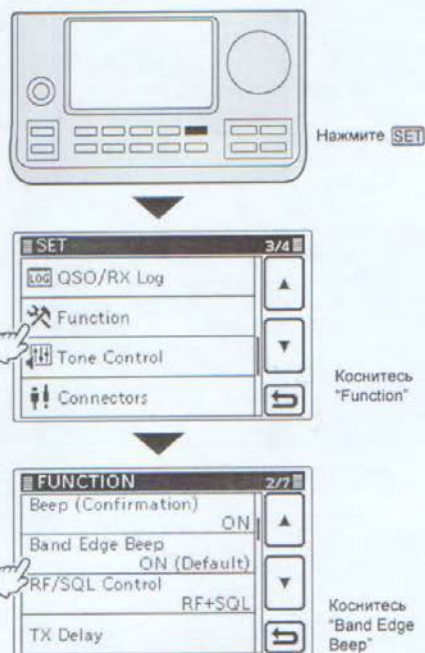 Нажмите SET
SET 3/4
LOG QSO/RX Log
Function
Tone Control
Connectors
Коснитесь
"Function"
FUNCTION 2/7
Beep (Confirmation)
ON
Band Edge Beep
ON (Default)
RF/SQL Control
RF+SQL
TX Delay
Коснитесь
"Band Edge
Beep"